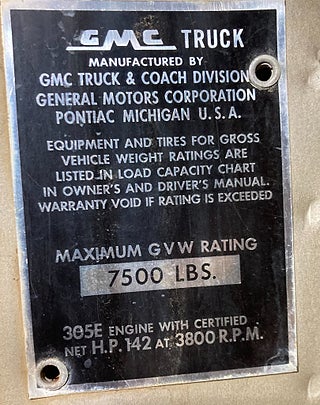 GMC TRUCK
MANUFACTURED BY
GMC TRUCK & COACH DIVISION
GENERAL MOTORS CORPORATION
PONTIAC MICHIGAN U.S.A.
EQUIPMENT AND TIRES FOR GROSS
VEHICLE WEIGHT RATINGS ARE
LISTED IN LOAD CAPACITY CHART
IN OWNER'S AND DRIVER'S MANUAL.
WARRANTY VOID IF RATING IS EXCEEDED
MAXIMUM GVW RATING
7500 LBS.
305E ENGINE WITH CERTIFIED
NET H.P. 142 AT 3800 R.P.M.